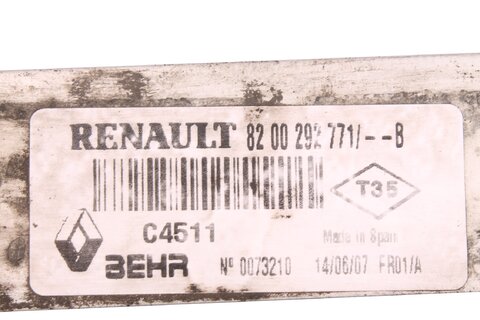 RENAULT 82 00 292 771/--B
T35
C4511 Made in Spain
BEHR Nº 0073210 14/06/07 FR01/A